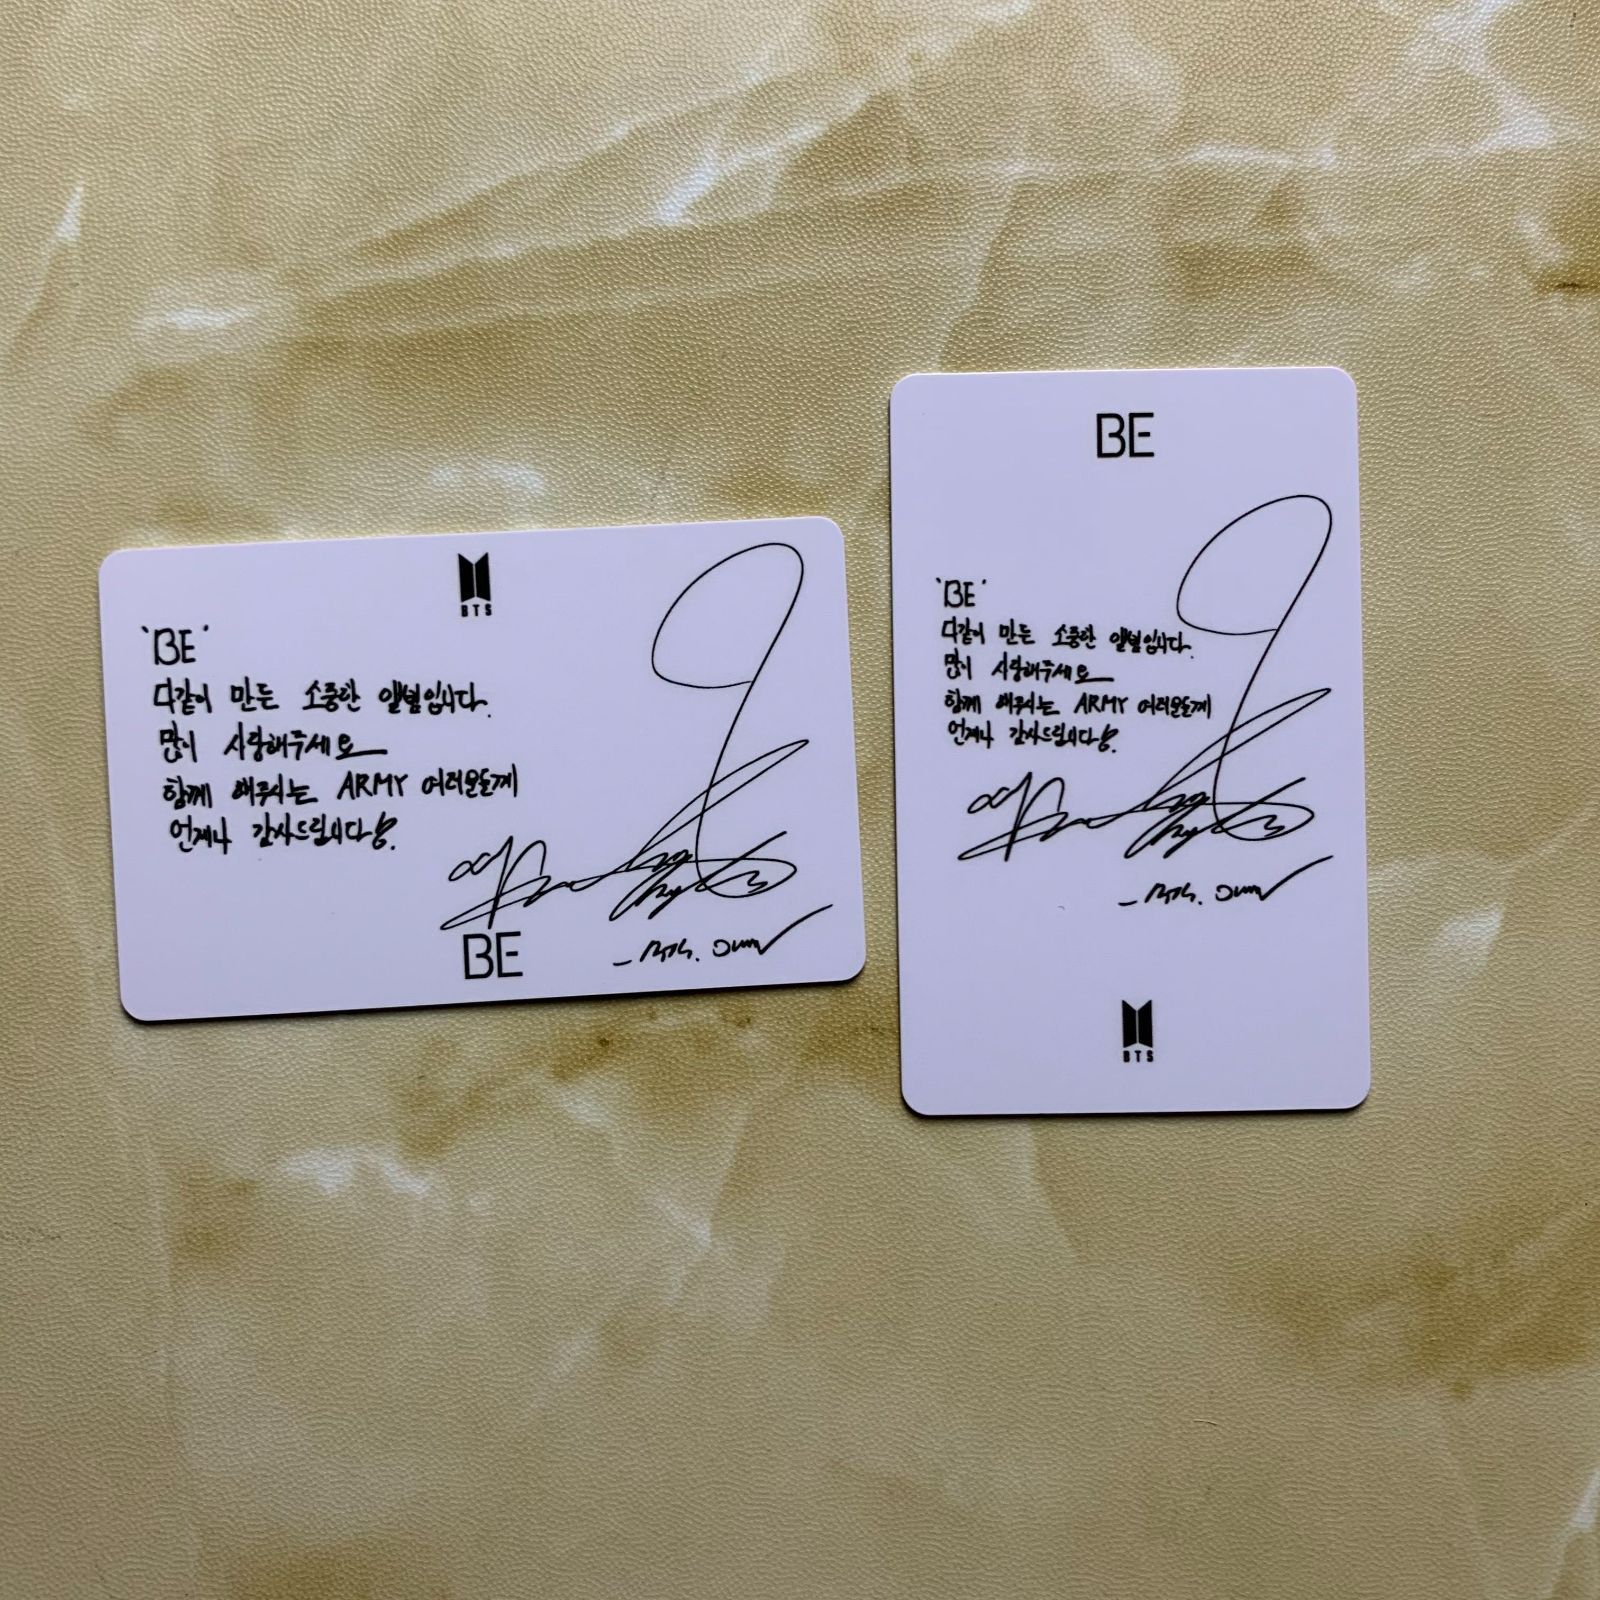 BTS
'BE'
다같이 만든 소중한 앨범입니다.
많이 사랑해주세요
함께 해주시는 ARMY 여러분들께
언제나 감사드립니다
BE
BE
'BE'
다같이 만든 소중한 앨범입니다.
많이 사랑해주세요
함께 해주시는 ARMY 여러분들께
언제나 감사드립니다
BTS